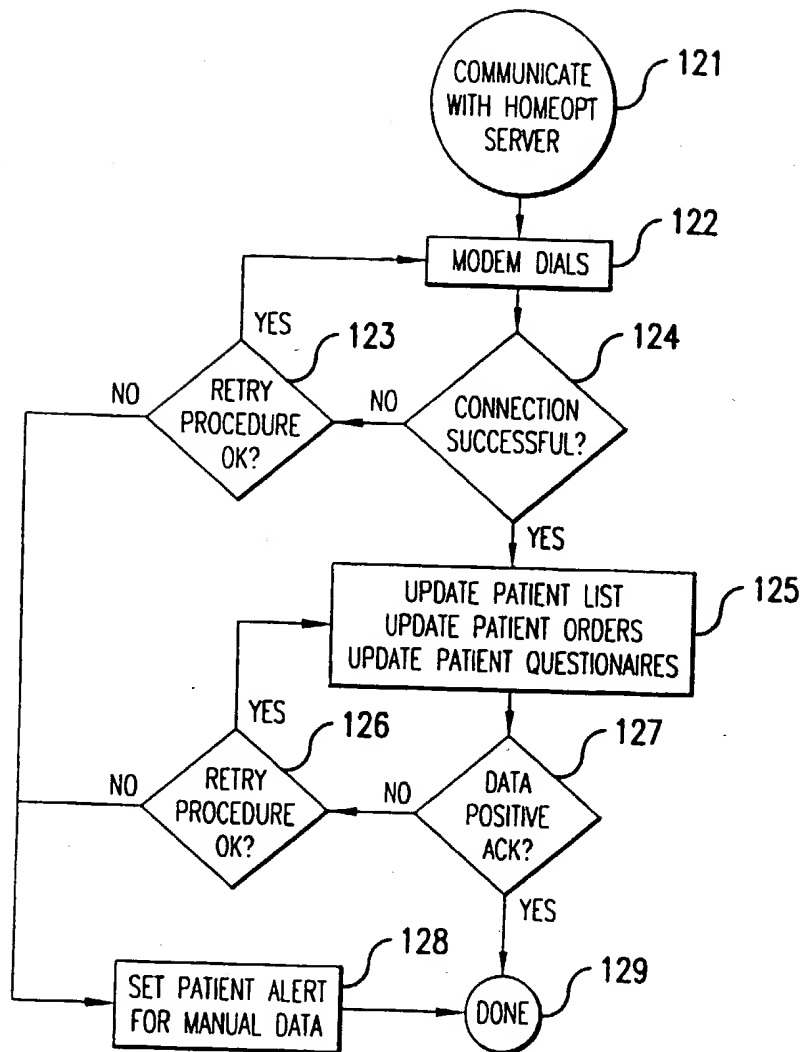 COMMUNICATE
WITH HOMEOPT
SERVER
121
MODEM DIALS
122
YES
123
124
NO
RETRY
PROCEDURE
OK?
NO
CONNECTION
SUCCESSFUL?
YES
UPDATE PATIENT LIST
UPDATE PATIENT ORDERS
UPDATE PATIENT QUESTIONAIRES
125
YES
126
127
NO
RETRY
PROCEDURE
OK?
NO
DATA
POSITIVE
ACK?
YES
128
SET PATIENT ALERT
FOR MANUAL DATA
DONE
129